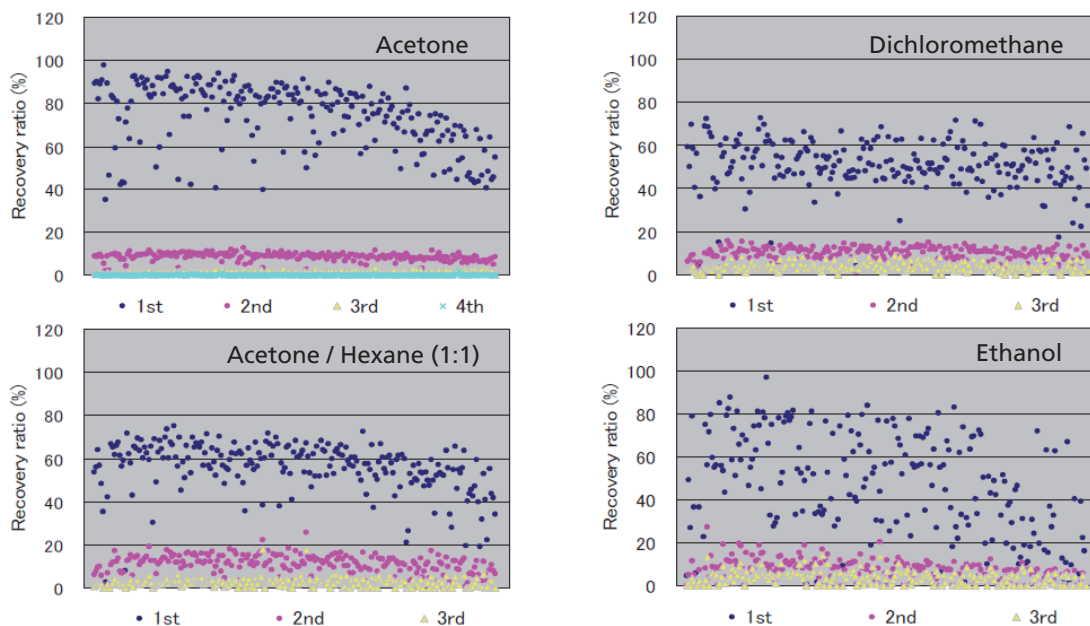 Acetone
Recovery ratio (%)
120
100
80
60
40
20
0
1st 2nd 3rd 4th
Dichloromethane
Recovery ratio (%)
120
100
80
60
40
20
0
1st 2nd 3rd
Acetone / Hexane (1:1)
Recovery ratio (%)
120
100
80
60
40
20
0
1st 2nd 3rd
Ethanol
Recovery ratio (%)
120
100
80
60
40
20
0
1st 2nd 3rd